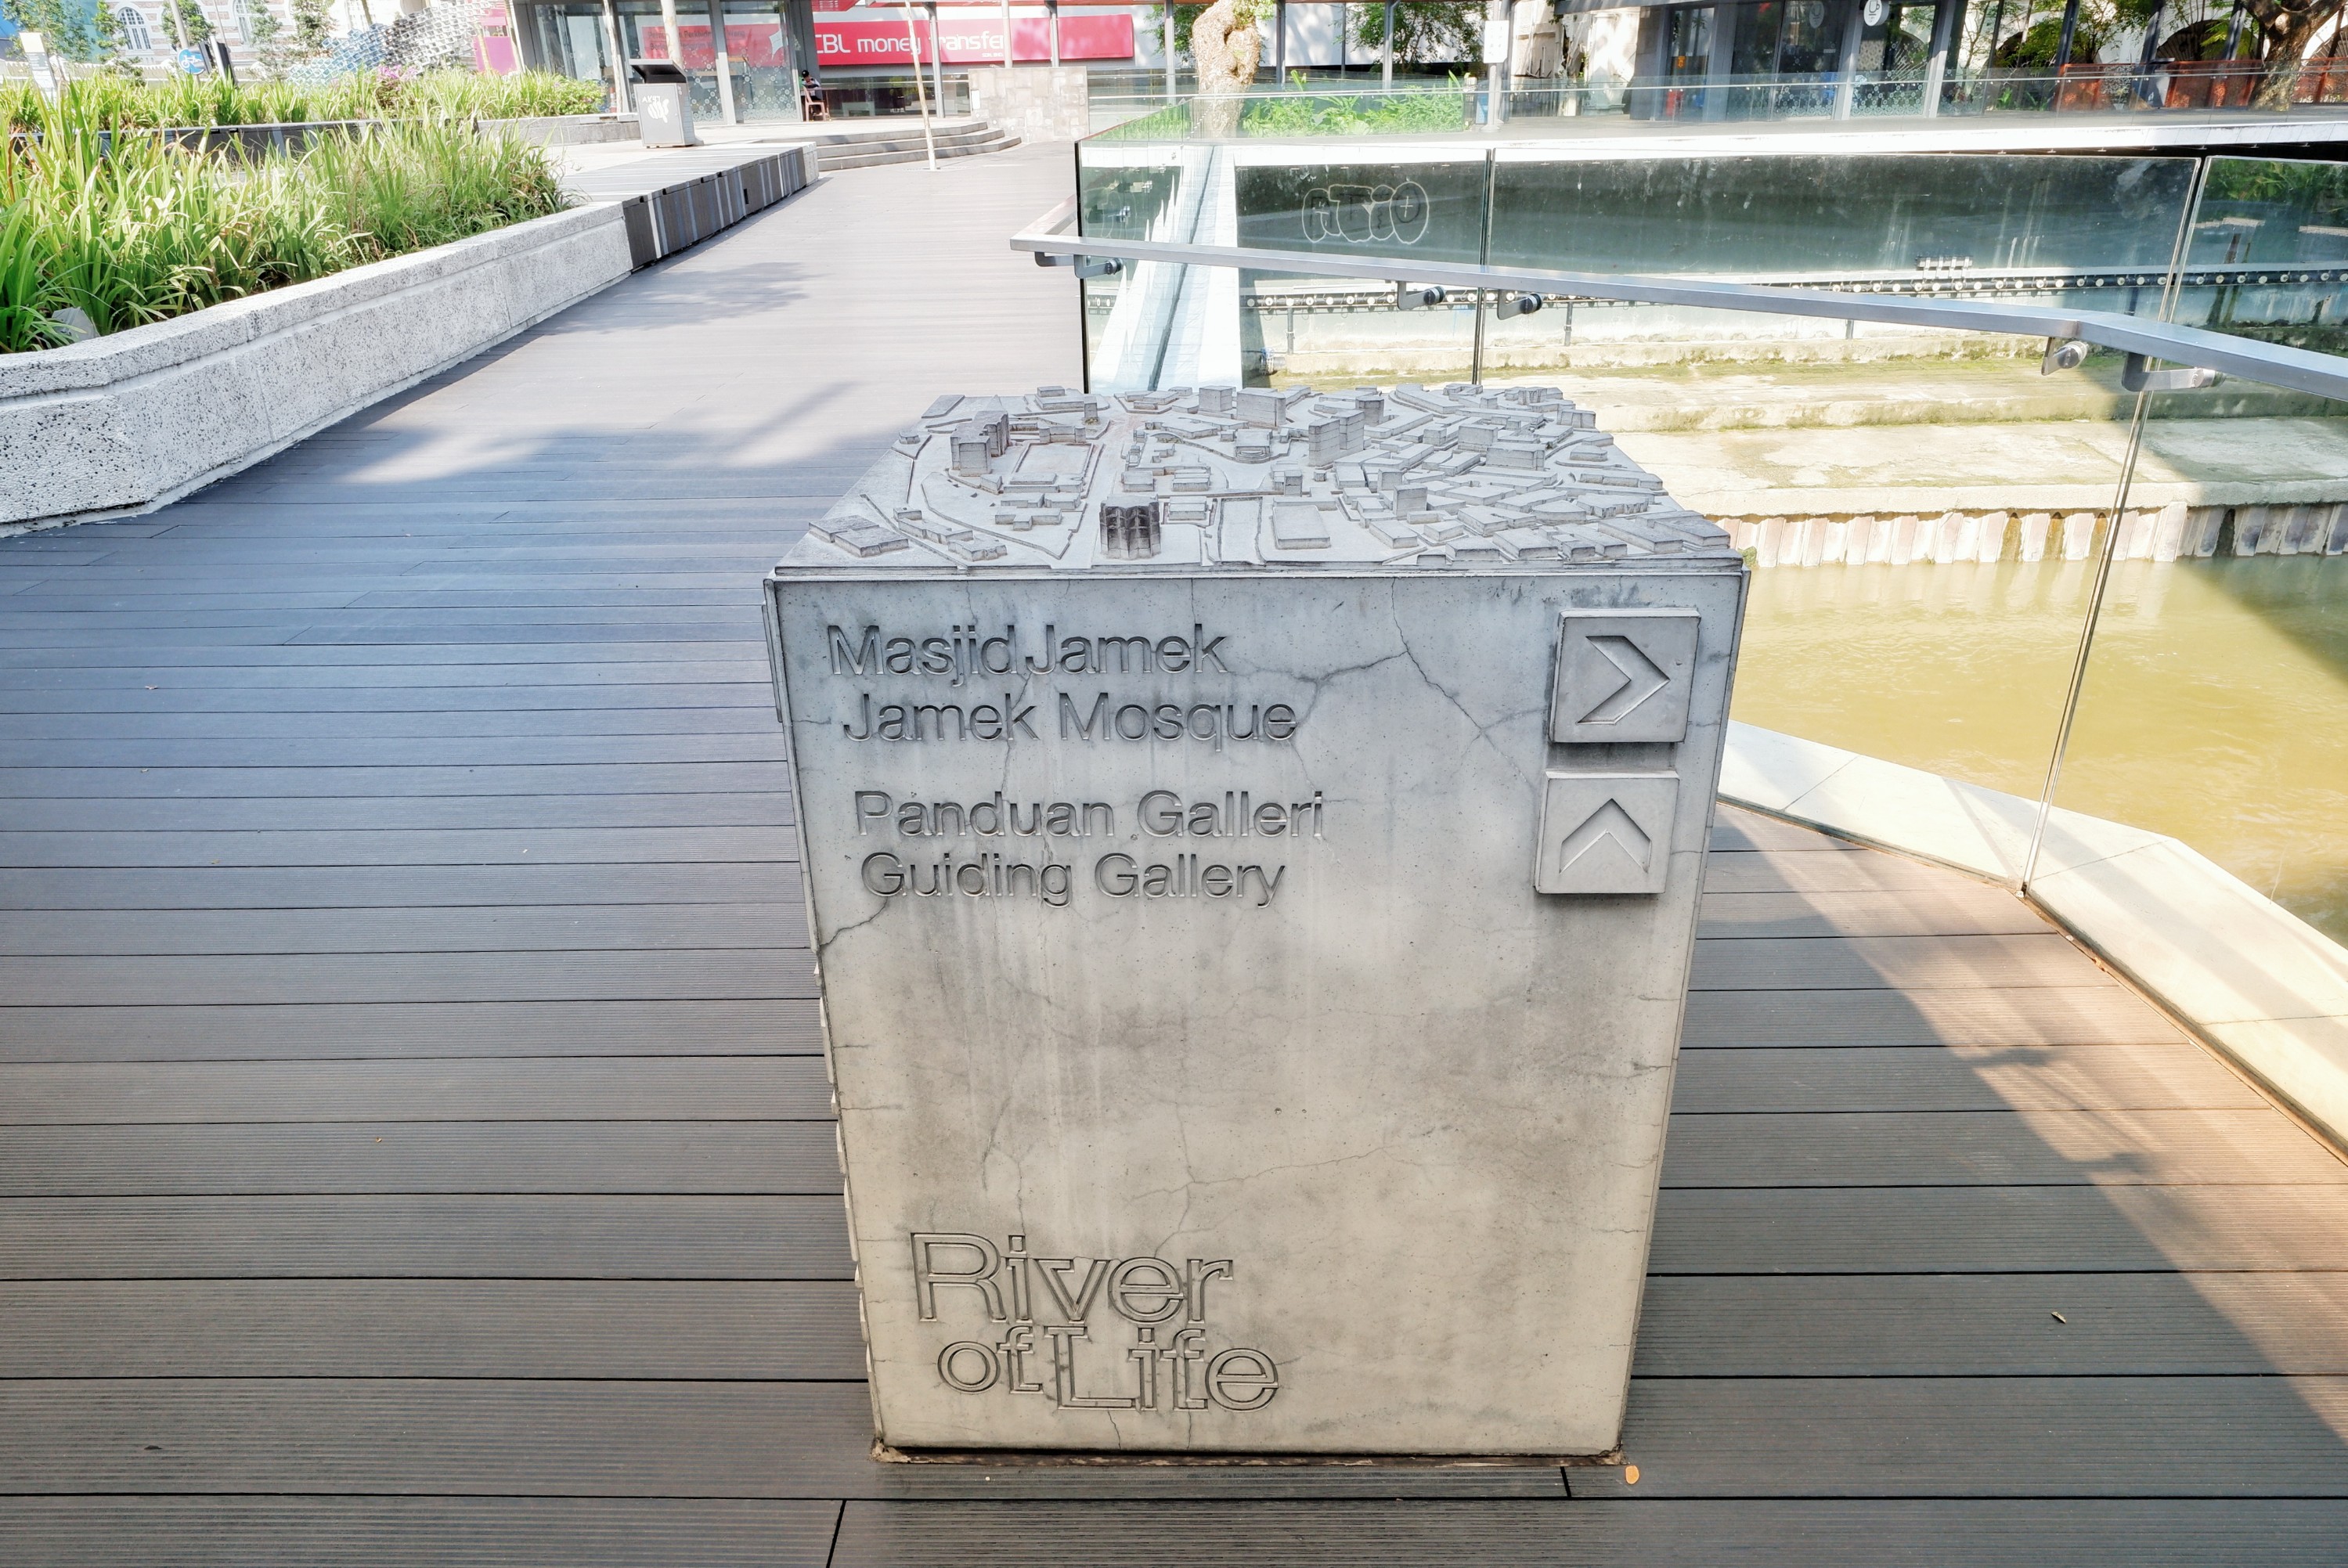 CBL money transfer
Masjid Jamek
Jamek Mosque
Panduan Galleri
Guiding Gallery
River
of Life